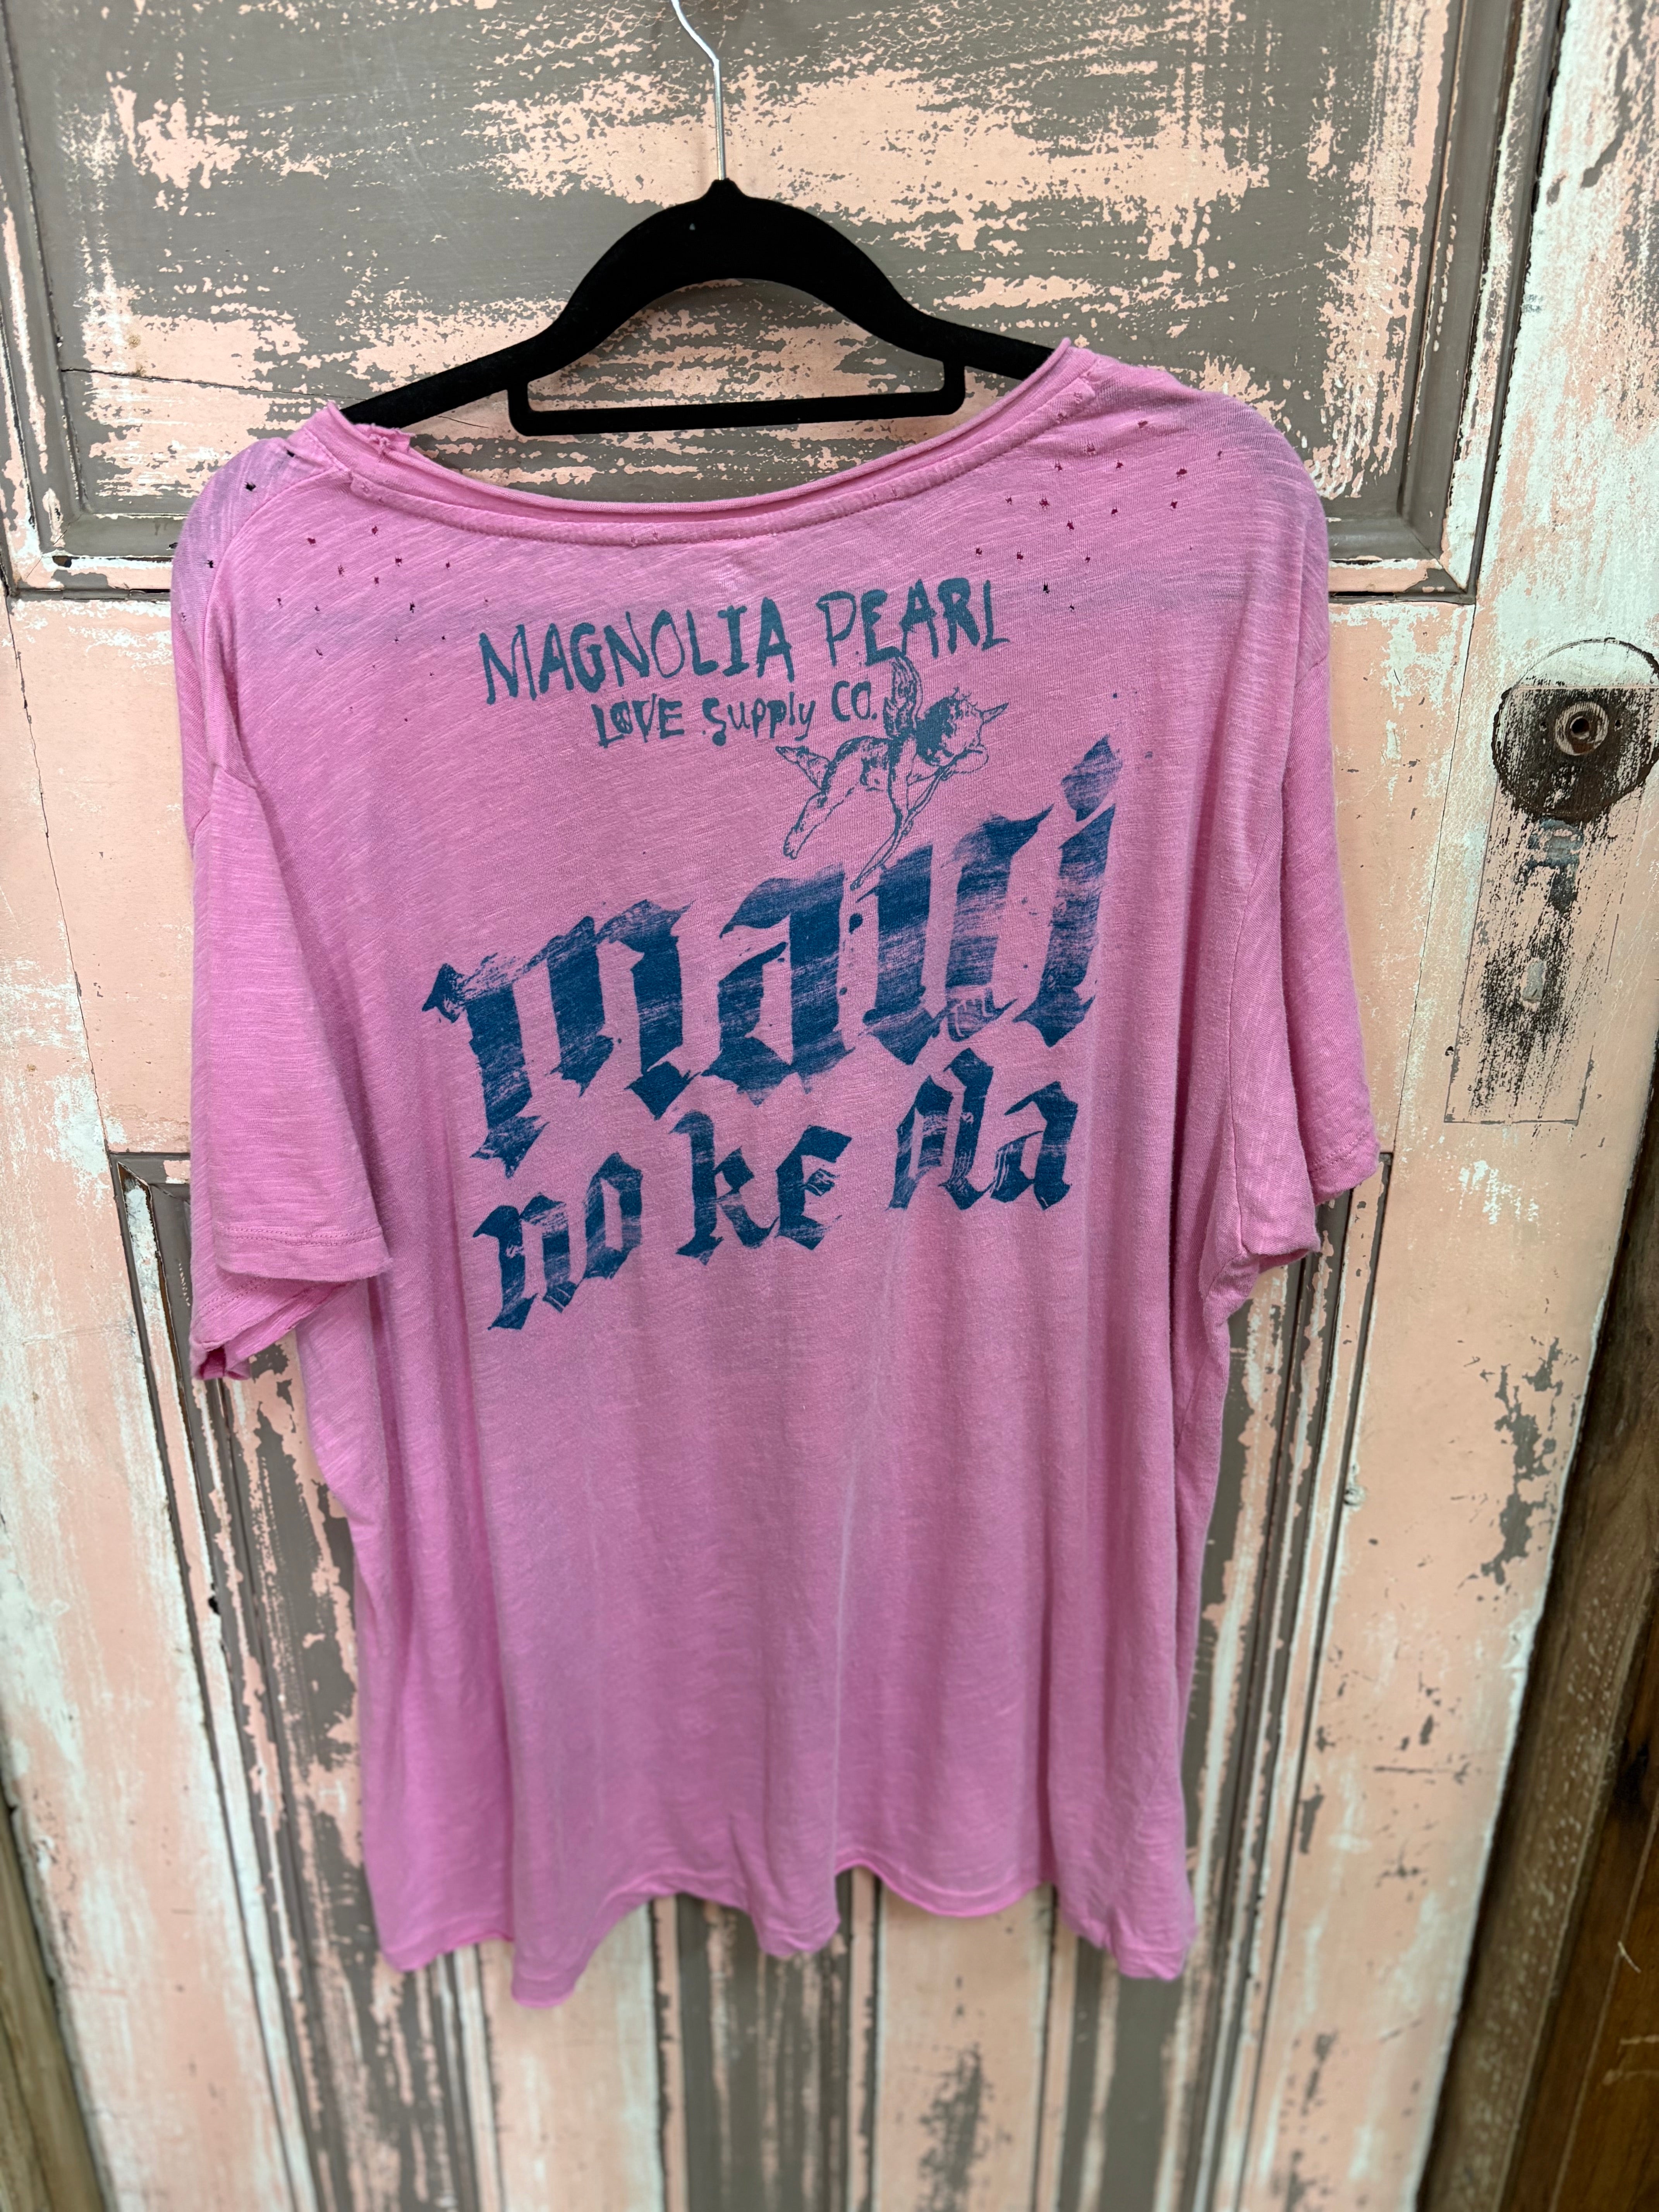 MAGNOLIA PEARL
LOVE Supply CO.
maui
no ke Ola